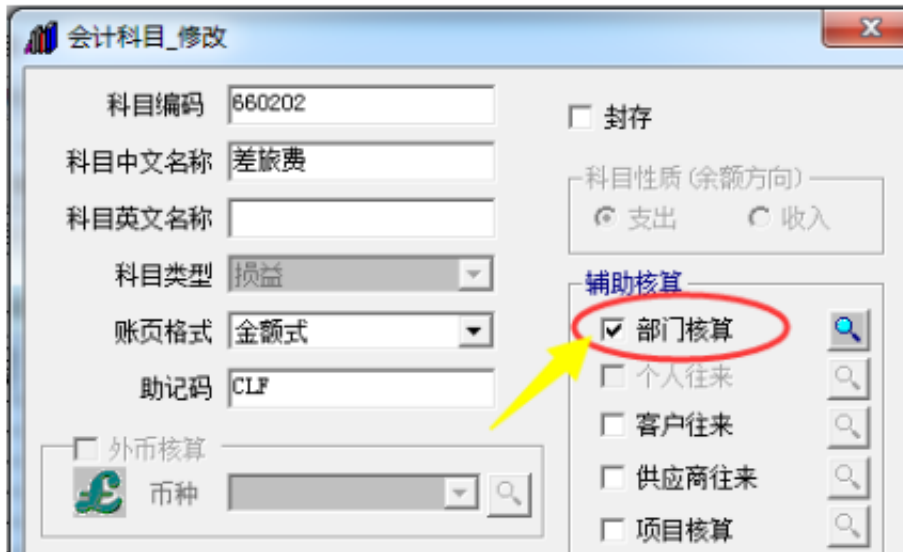 会计科目_修改
科目编码 660202
科目中文名称 差旅费
科目英文名称
科目类型 损益
账页格式 金额式
助记码 CLF
外币核算
币种
封存
科目性质(余额方向)
支出 收入
辅助核算
部门核算
个人往来
客户往来
供应商往来
项目核算